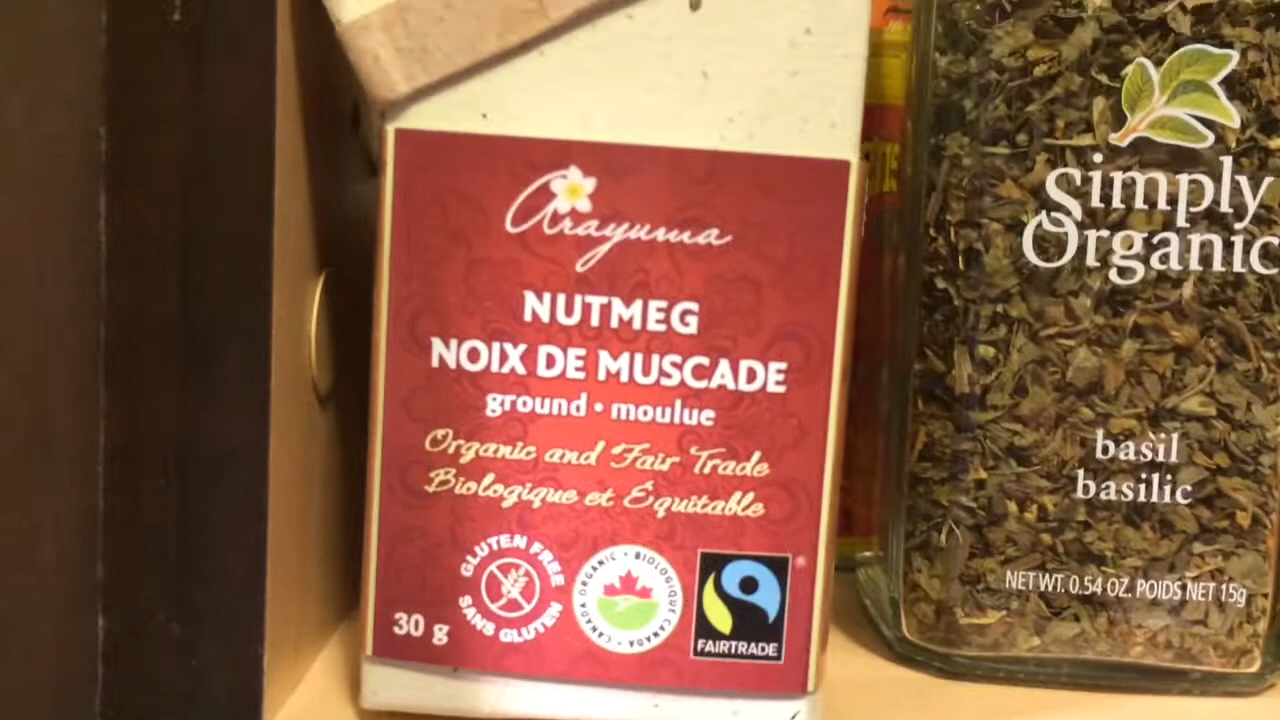 Arayuma
NUTMEG
NOIX DE MUSCADE
ground • moulue
Organic and Fair Trade
Biologique et Équitable
GLUTEN FREE
SANS GLUTEN
CANADA ORGANIC • BIOLOGIQUE CANADA •
FAIRTRADE
30 g
Simply
Organic
basil
basilic
NET WT. 0.54 OZ. POIDS NET 15g